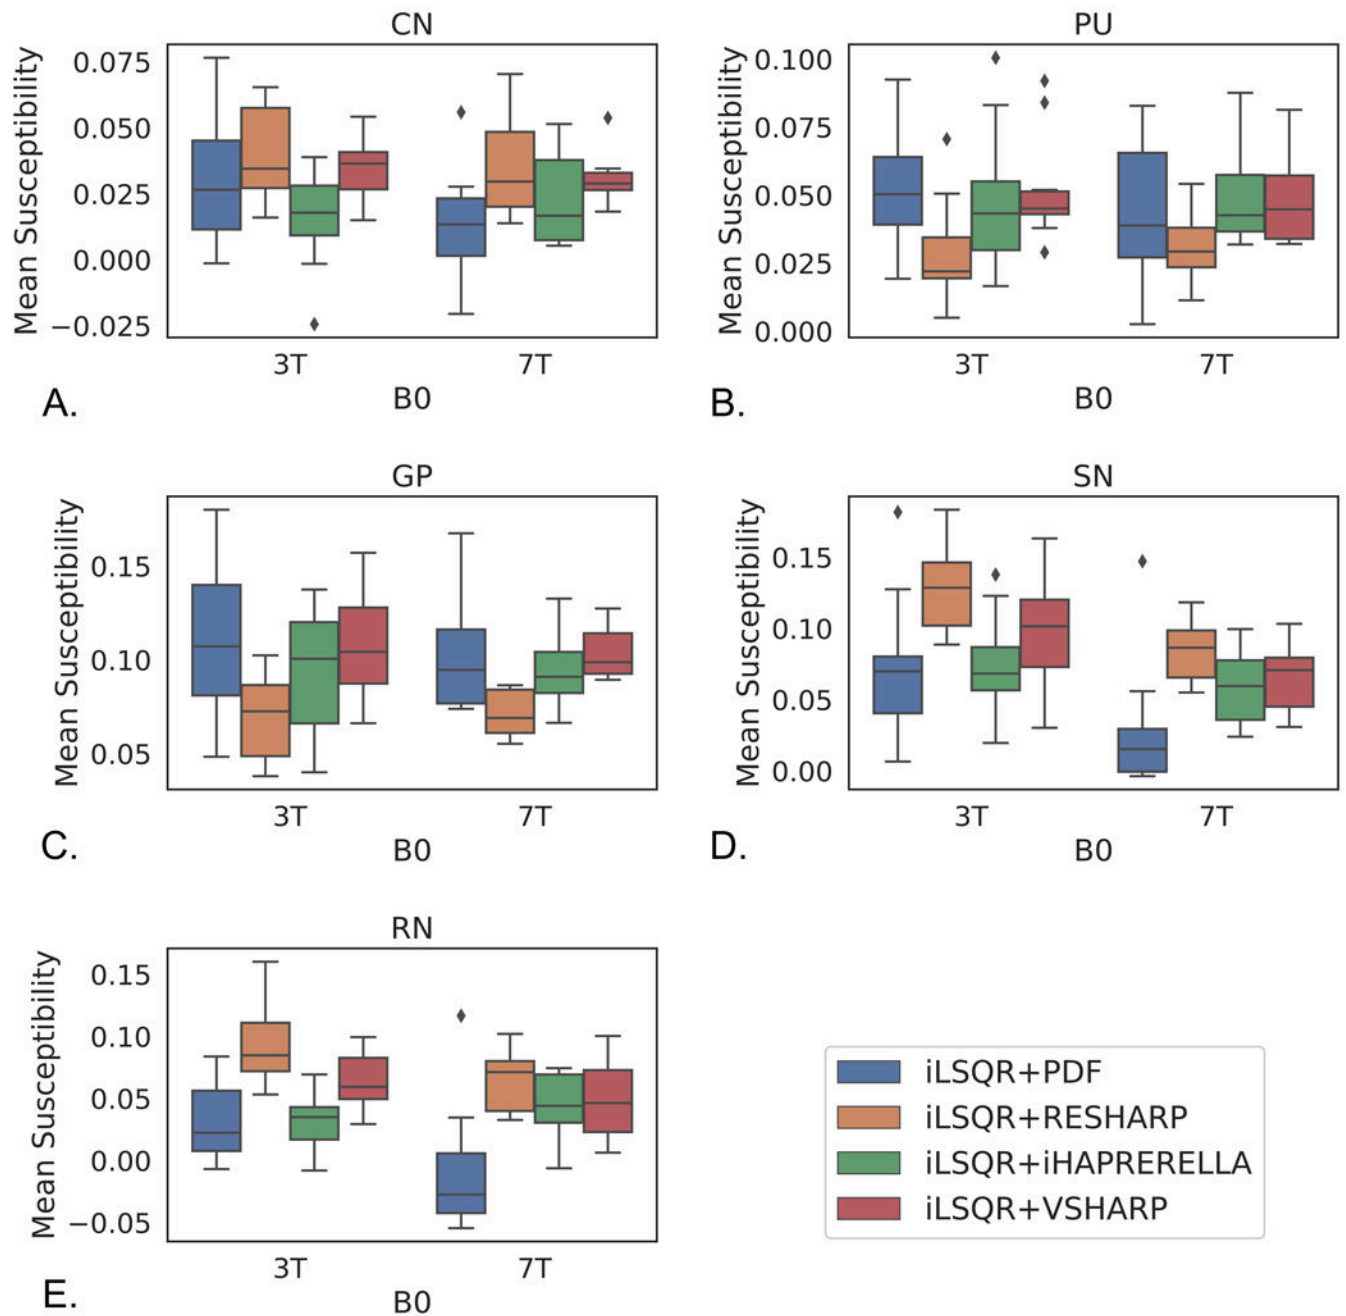 CN
Mean Susceptibility
0.075
0.050
0.025
0.000
−0.025
3T
7T
B0
A.
PU
Mean Susceptibility
0.100
0.075
0.050
0.025
0.000
3T
7T
B0
B.
GP
Mean Susceptibility
0.15
0.10
0.05
3T
7T
B0
C.
SN
Mean Susceptibility
0.15
0.10
0.05
0.00
3T
7T
B0
D.
RN
Mean Susceptibility
0.15
0.10
0.05
0.00
−0.05
3T
7T
B0
E.
iLSQR+PDF
iLSQR+RESHARP
iLSQR+iHAPRERELLA
iLSQR+VSHARP